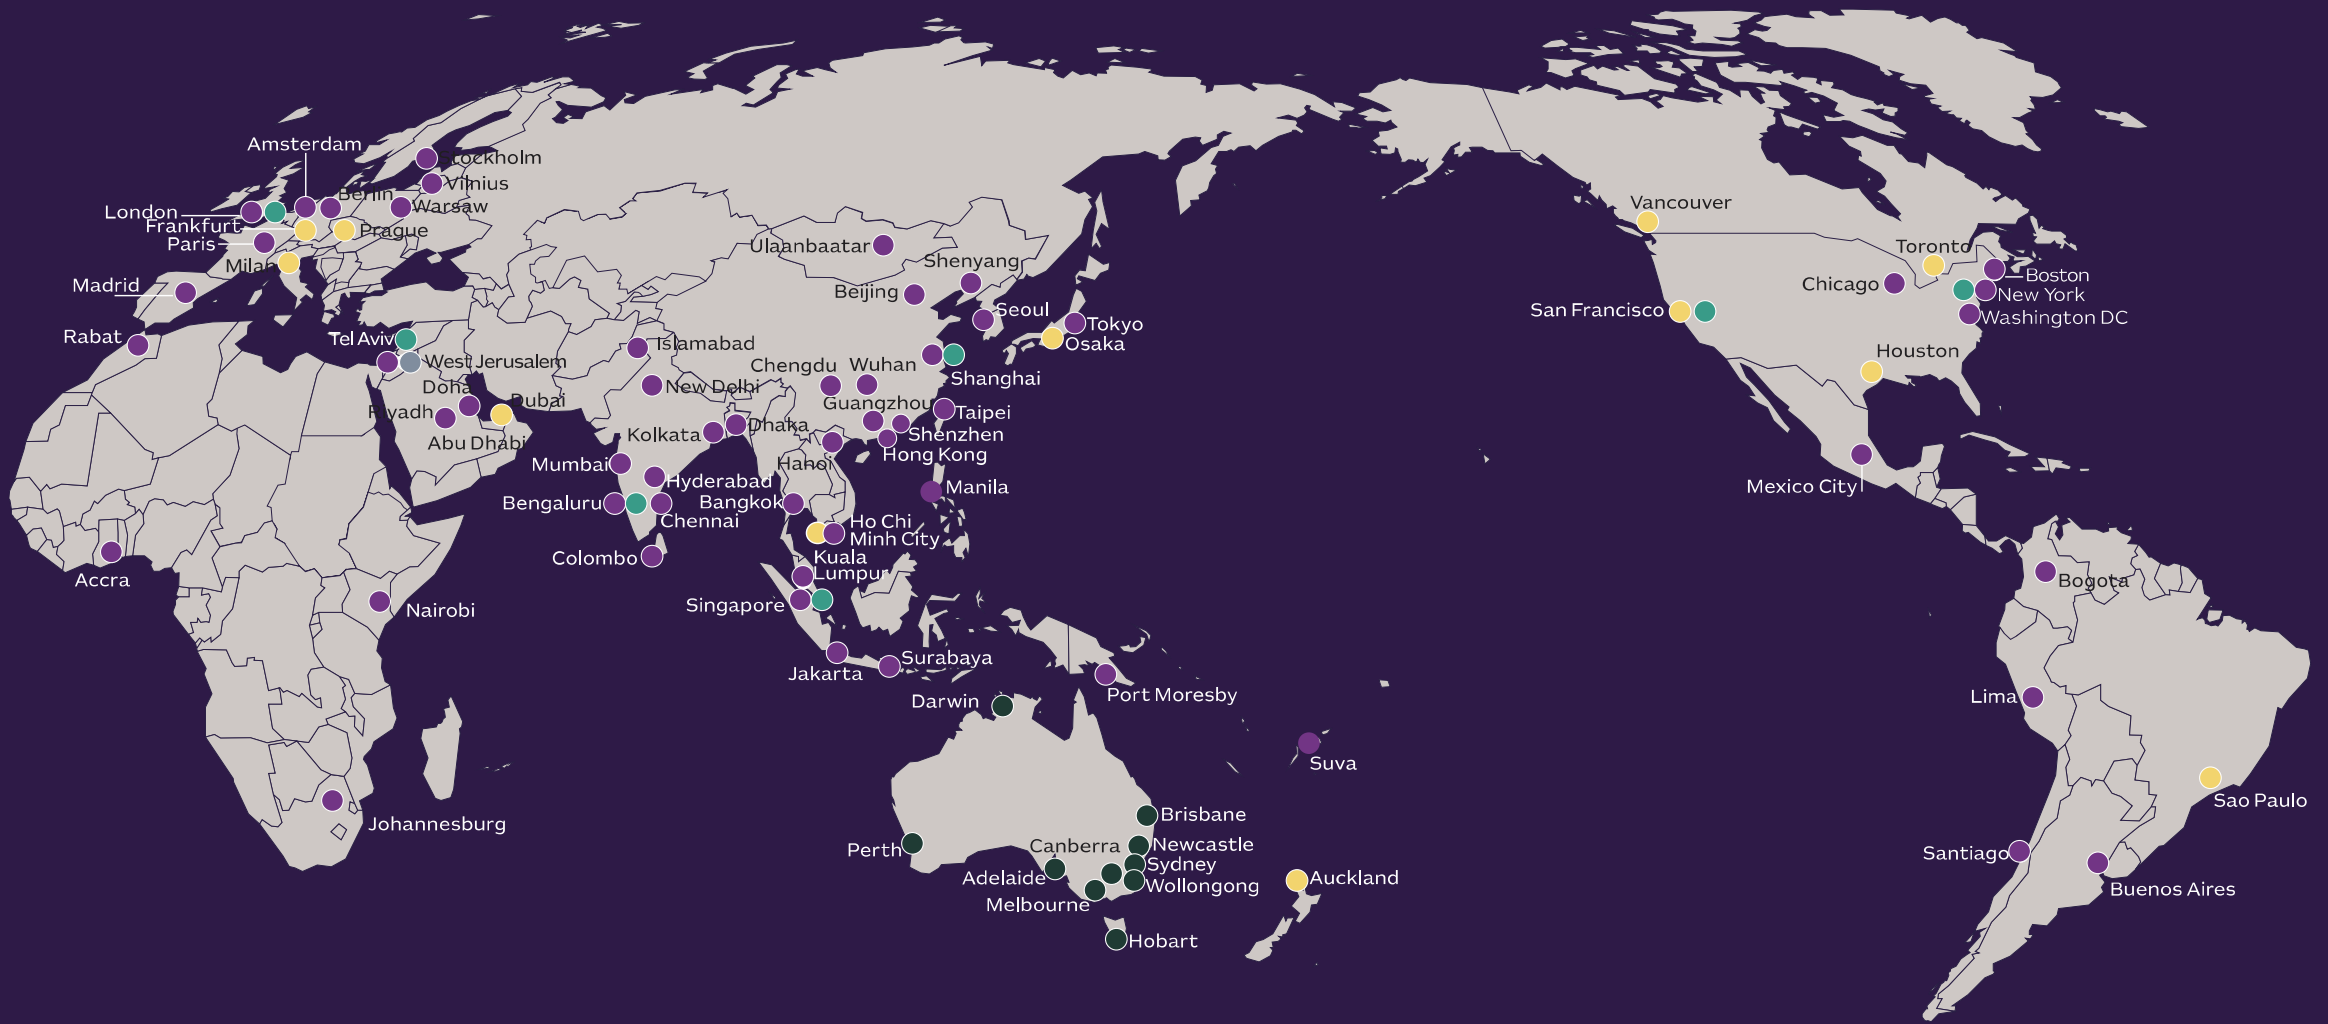 Amsterdam
Stockholm
Vilnius
Berlin
Warsaw
London
Frankfurt
Prague
Paris
Milan
Madrid
Rabat
Tel Aviv
West Jerusalem
Doha
Dubai
Riyadh
Abu Dhabi
Accra
Nairobi
Johannesburg
Ulaanbaatar
Shenyang
Beijing
Seoul
Tokyo
Osaka
Islamabad
Chengdu
Wuhan
Shanghai
New Delhi
Guangzhou
Taipei
Kolkata
Dhaka
Shenzhen
Hong Kong
Hanoi
Mumbai
Hyderabad
Manila
Bengaluru
Bangkok
Chennai
Ho Chi
Minh City
Colombo
Kuala
Lumpur
Singapore
Jakarta
Surabaya
Port Moresby
Darwin
Suva
Brisbane
Perth
Canberra
Newcastle
Sydney
Adelaide
Wollongong
Melbourne
Auckland
Hobart
Vancouver
Toronto
Boston
Chicago
New York
San Francisco
Washington DC
Houston
Mexico City
Bogota
Lima
Sao Paulo
Santiago
Buenos Aires